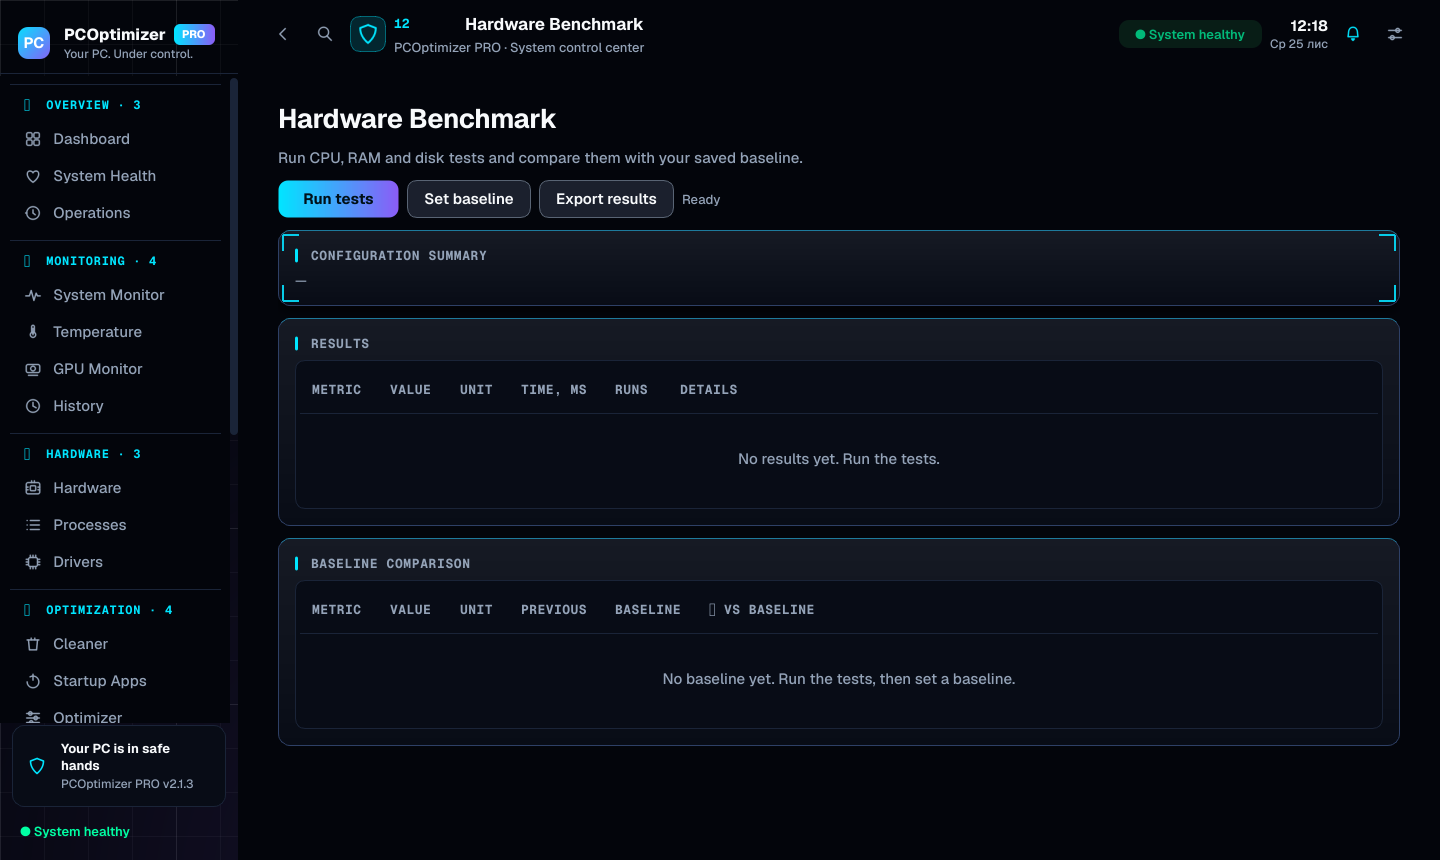 PC
PCOptimizer PRO
Your PC. Under control.
OVERVIEW · 3
Dashboard
System Health
Operations
MONITORING · 4
System Monitor
Temperature
GPU Monitor
History
HARDWARE · 3
Hardware
Processes
Drivers
OPTIMIZATION · 4
Cleaner
Startup Apps
Optimizer
Your PC is in safe
hands
PCOptimizer PRO v2.1.3
System healthy
12
Hardware Benchmark
PCOptimizer PRO · System control center
System healthy
12:18
Ср 25 лис
Hardware Benchmark
Run CPU, RAM and disk tests and compare them with your saved baseline.
Run tests
Set baseline
Export results
Ready
CONFIGURATION SUMMARY
—
RESULTS
METRIC VALUE UNIT TIME, MS RUNS DETAILS
No results yet. Run the tests.
BASELINE COMPARISON
METRIC VALUE UNIT PREVIOUS BASELINE VS BASELINE
No baseline yet. Run the tests, then set a baseline.